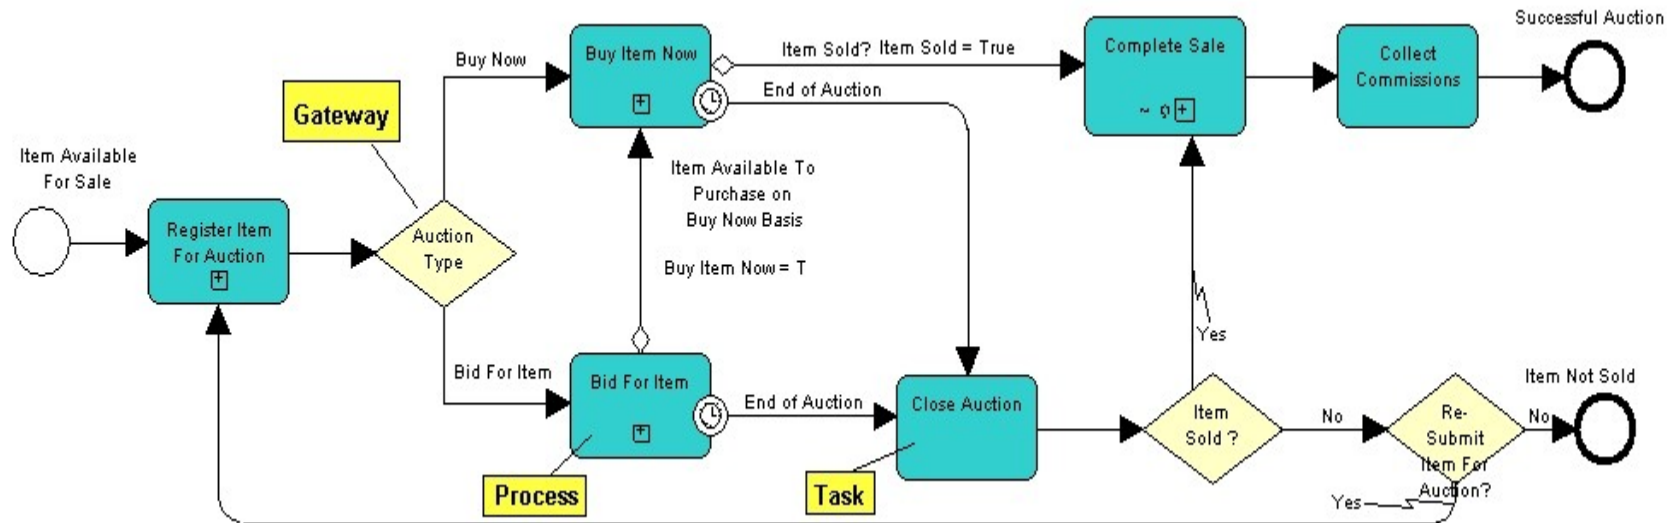 Successful Auction
Buy Item Now
Item Sold? Item Sold = True
Complete Sale
Collect
Commissions
Buy Now
End of Auction
Gateway
~
Item Available
For Sale
Item Available To
Purchase on
Buy Now Basis
Register Item
For Auction
Auction
Type
Buy Item Now = T
Yes
Bid For Item
Bid For Item
End of Auction
Close Auction
Item
Sold ?
No
Re-
Submit
Item For
Auction?
No
Item Not Sold
Process
Task
Yes